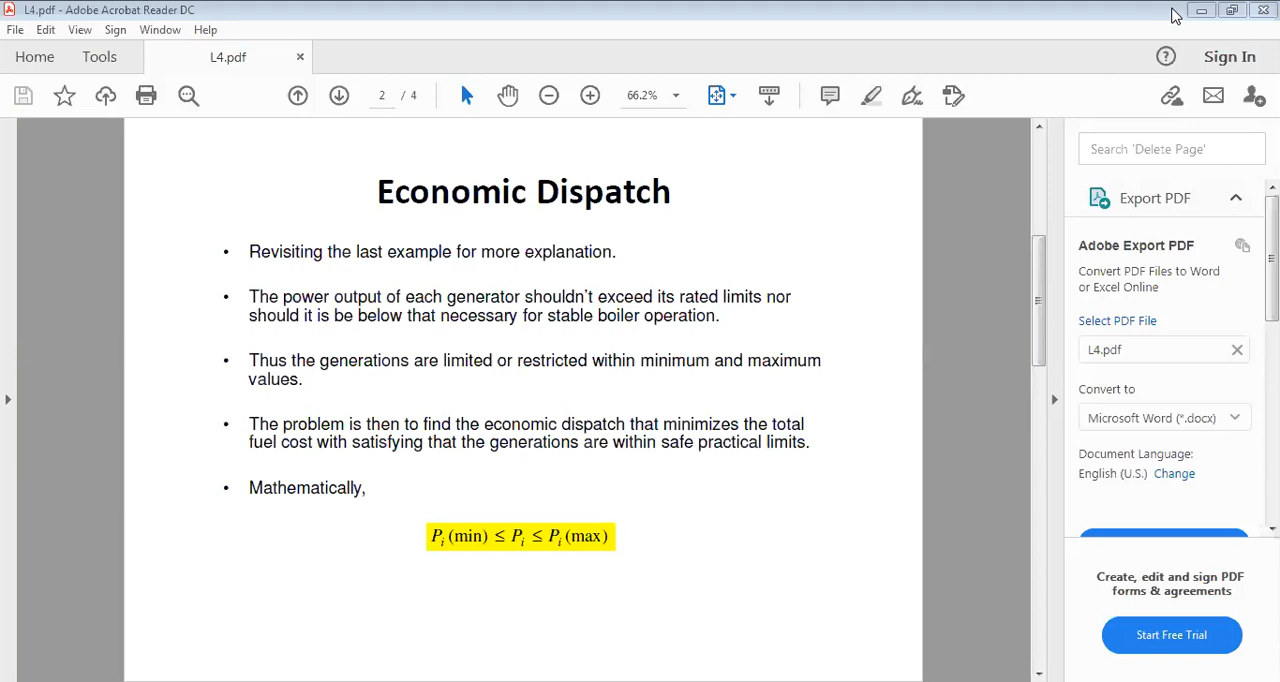 L4.pdf - Adobe Acrobat Reader DC
File Edit View Sign Window Help
Home Tools L4.pdf Sign In
2 / 4 66.2%
Economic Dispatch
• Revisiting the last example for more explanation.
• The power output of each generator shouldn't exceed its rated limits nor
should it is be below that necessary for stable boiler operation.
• Thus the generations are limited or restricted within minimum and maximum
values.
• The problem is then to find the economic dispatch that minimizes the total
fuel cost with satisfying that the generations are within safe practical limits.
• Mathematically,
P_i (min) ≤ P_i ≤ P_i (max)
Search 'Delete Page'
Export PDF
Adobe Export PDF
Convert PDF Files to Word
or Excel Online
Select PDF File
L4.pdf
Convert to
Microsoft Word (*.docx)
Document Language:
English (U.S.) Change
Create, edit and sign PDF
forms & agreements
Start Free Trial